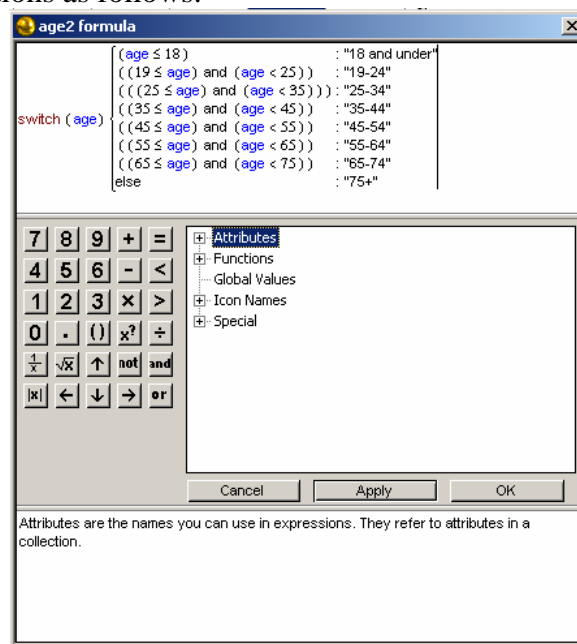 ions as follows:
age2 formula
(age ≤ 18) : "18 and under"
((19 ≤ age) and (age < 25)) : "19-24"
(((25 ≤ age) and (age < 35))) : "25-34"
switch (age) ((35 ≤ age) and (age < 45)) : "35-44"
((45 ≤ age) and (age < 55)) : "45-54"
((55 ≤ age) and (age < 65)) : "55-64"
((65 ≤ age) and (age < 75)) : "65-74"
else : "75+"
7 8 9 + =
4 5 6 - <
1 2 3 × >
0 . () x? ÷
1/x √x ↑ not and
|x| ← ↓ → or
Attributes
Functions
Global Values
Icon Names
Special
Cancel Apply OK
Attributes are the names you can use in expressions. They refer to attributes in a
collection.